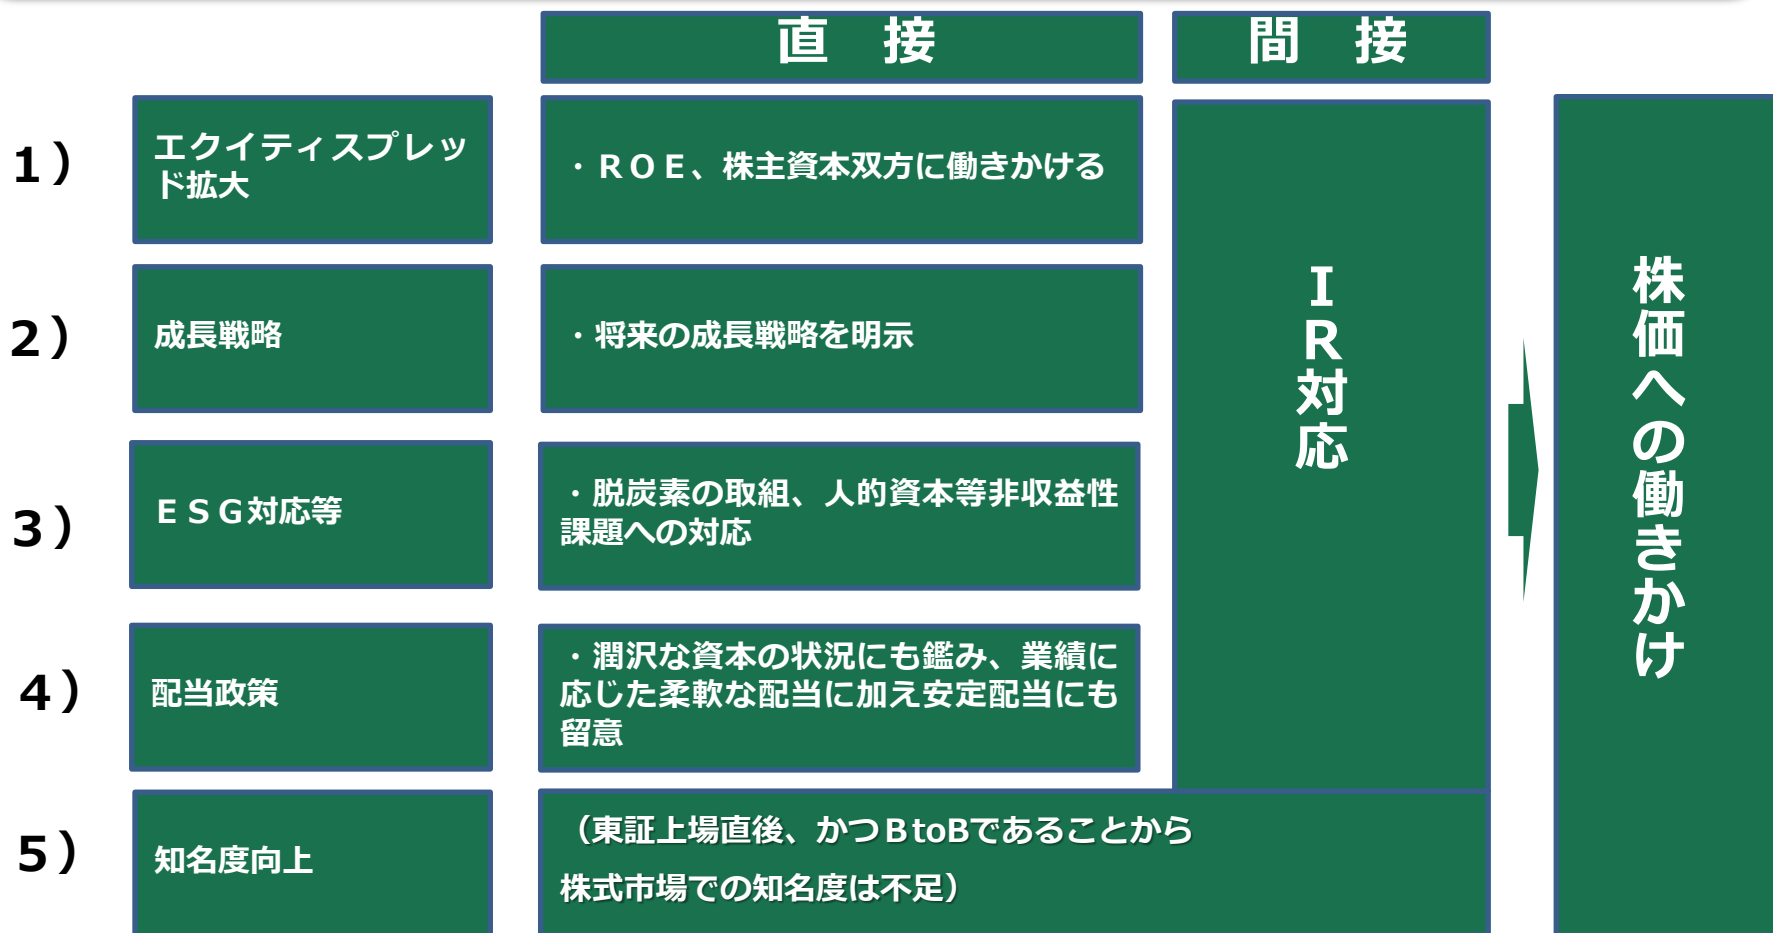 直　接
間　接
1）
エクイティスプレッ
ド拡大
・ＲＯＥ、株主資本双方に働きかける
2）
成長戦略
・将来の成長戦略を明示
3）
ＥＳＧ対応等
・脱炭素の取組、人的資本等非収益性
課題への対応
4）
配当政策
・潤沢な資本の状況にも鑑み、業績に
応じた柔軟な配当に加え安定配当にも
留意
5）
知名度向上
（東証上場直後、かつＢtoBであることから
株式市場での知名度は不足）
ＩＲ対応
株価への働きかけ